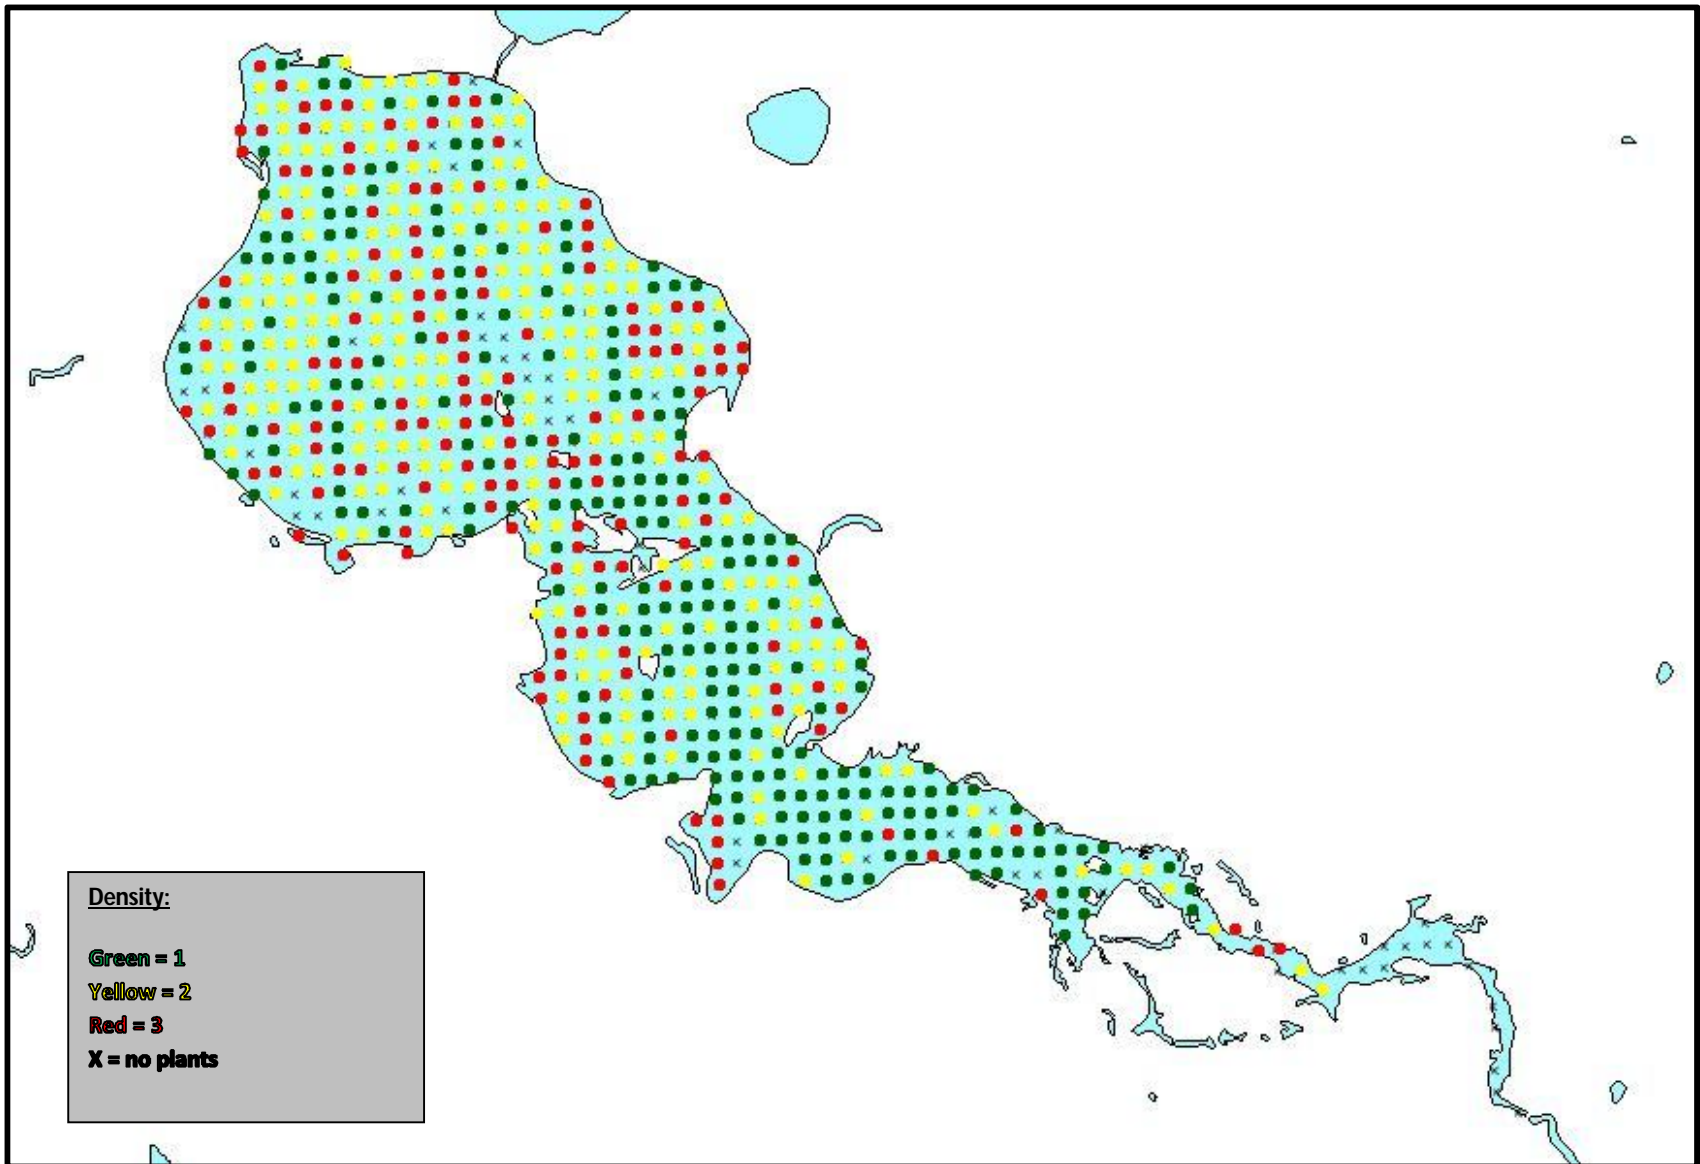 Density:
Green = 1
Yellow = 2
Red = 3
X = no plants